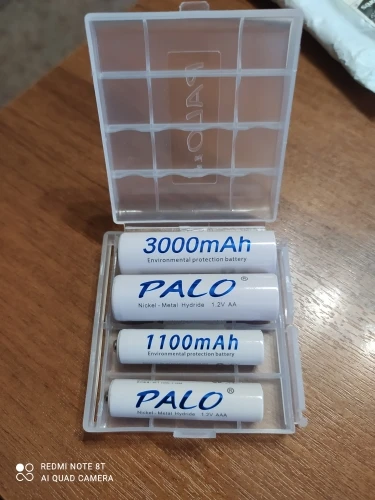 PALO
3000mAh
Environmental protection battery
PALO®
Nickel-Metal Hydride 1.2V AA
1100mAh
Environmental protection battery
PALO®
Nickel-Metal Hydride 1.2V AAA
REDMI NOTE 8T
AI QUAD CAMERA